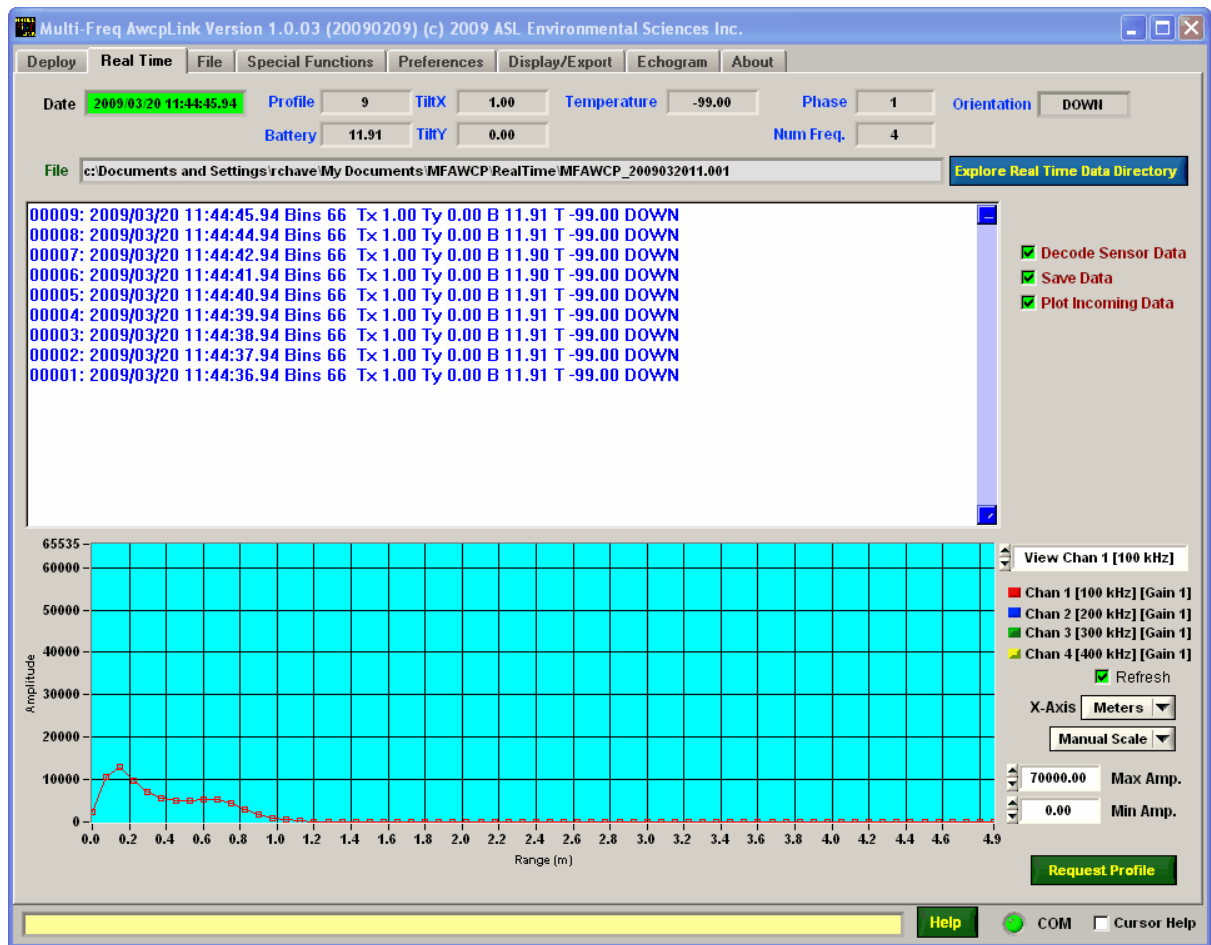 Multi-Freq AwcpLink Version 1.0.03 (20090209) (c) 2009 ASL Environmental Sciences Inc.
Deploy Real Time File Special Functions Preferences Display/Export Echogram About
Date 2009/03/20 11:44:45.94 Profile 9 TiltX 1.00 Temperature -99.00 Phase 1 Orientation DOWN
Battery 11.91 TiltY 0.00 Num Freq. 4
File c:\Documents and Settings\rchave\My Documents\MFAWCP\RealTime\MFAWCP_2009032011.001 Explore Real Time Data Directory
00009: 2009/03/20 11:44:45.94 Bins 66 Tx 1.00 Ty 0.00 B 11.91 T -99.00 DOWN
00008: 2009/03/20 11:44:44.94 Bins 66 Tx 1.00 Ty 0.00 B 11.91 T -99.00 DOWN
00007: 2009/03/20 11:44:42.94 Bins 66 Tx 1.00 Ty 0.00 B 11.90 T -99.00 DOWN
00006: 2009/03/20 11:44:41.94 Bins 66 Tx 1.00 Ty 0.00 B 11.90 T -99.00 DOWN
00005: 2009/03/20 11:44:40.94 Bins 66 Tx 1.00 Ty 0.00 B 11.91 T -99.00 DOWN
00004: 2009/03/20 11:44:39.94 Bins 66 Tx 1.00 Ty 0.00 B 11.91 T -99.00 DOWN
00003: 2009/03/20 11:44:38.94 Bins 66 Tx 1.00 Ty 0.00 B 11.91 T -99.00 DOWN
00002: 2009/03/20 11:44:37.94 Bins 66 Tx 1.00 Ty 0.00 B 11.91 T -99.00 DOWN
00001: 2009/03/20 11:44:36.94 Bins 66 Tx 1.00 Ty 0.00 B 11.91 T -99.00 DOWN
Decode Sensor Data
Save Data
Plot Incoming Data
65535
60000
50000
40000
30000
20000
10000
0
Amplitude
0.0 0.2 0.4 0.6 0.8 1.0 1.2 1.4 1.6 1.8 2.0 2.2 2.4 2.6 2.8 3.0 3.2 3.4 3.6 3.8 4.0 4.2 4.4 4.6 4.9
Range (m)
View Chan 1 [100 kHz]
Chan 1 [100 kHz] [Gain 1]
Chan 2 [200 kHz] [Gain 1]
Chan 3 [300 kHz] [Gain 1]
Chan 4 [400 kHz] [Gain 1]
Refresh
X-Axis Meters
Manual Scale
70000.00 Max Amp.
0.00 Min Amp.
Request Profile
Help COM Cursor Help